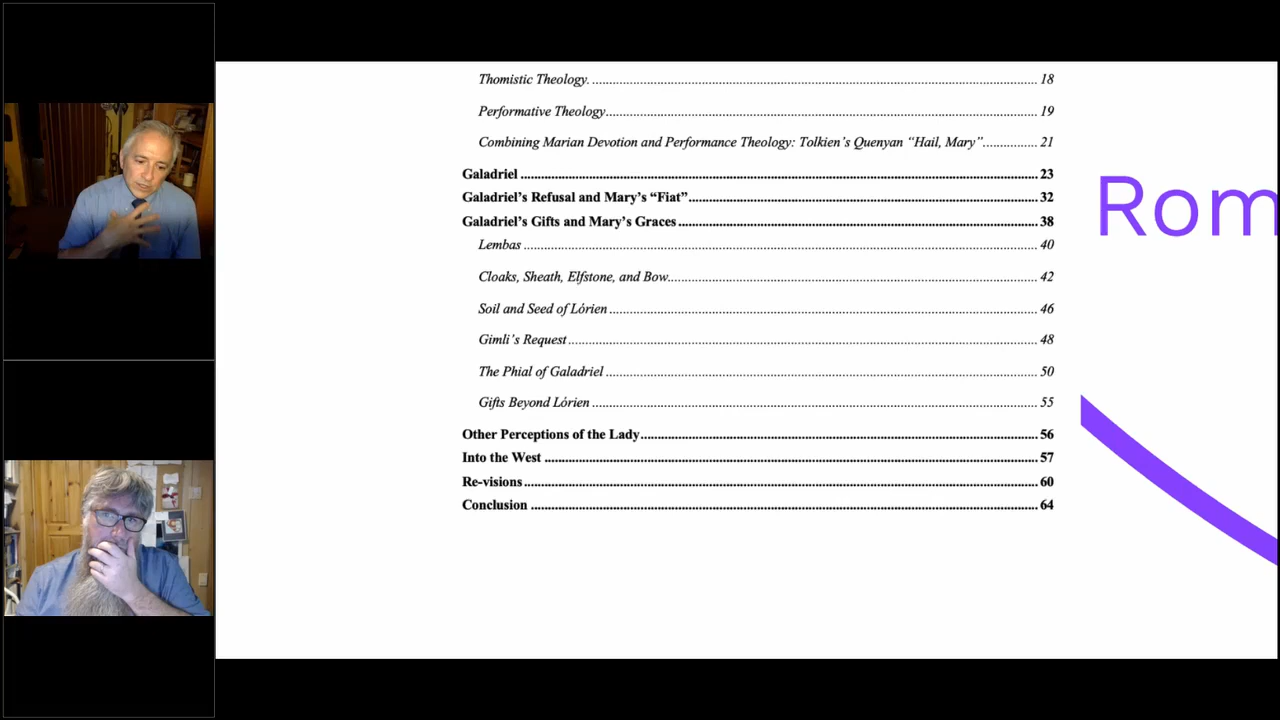 Thomistic Theology. 18
Performative Theology 19
Combining Marian Devotion and Performance Theology: Tolkien’s Quenyan “Hail, Mary” 21
Galadriel 23
Galadriel’s Refusal and Mary’s “Fiat” 32
Galadriel’s Gifts and Mary’s Graces 38
Lembas 40
Cloaks, Sheath, Elfstone, and Bow 42
Soil and Seed of Lórien 46
Gimli’s Request 48
The Phial of Galadriel 50
Gifts Beyond Lórien 55
Other Perceptions of the Lady 56
Into the West 57
Re-visions 60
Conclusion 64
Rom